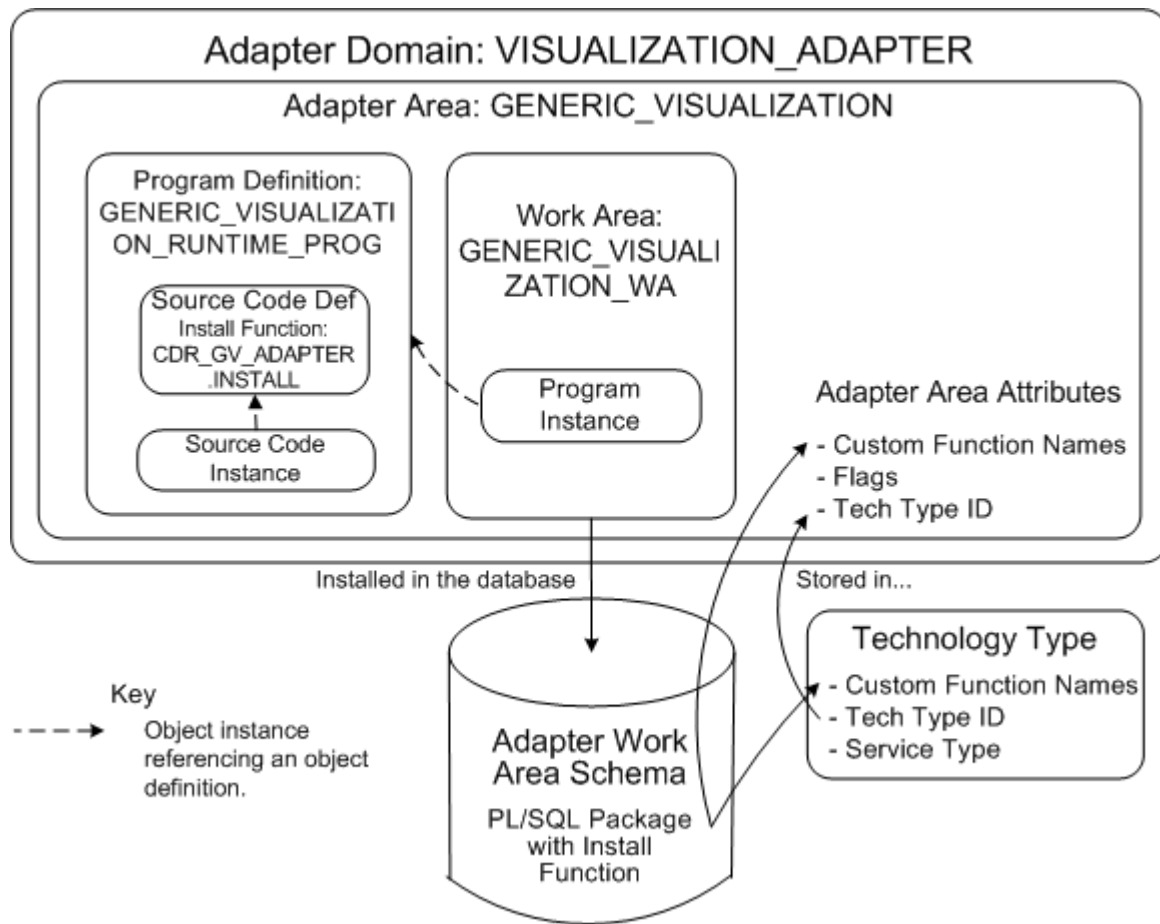 Adapter Domain: VISUALIZATION_ADAPTER
Adapter Area: GENERIC_VISUALIZATION
Program Definition:
GENERIC_VISUALIZATI
ON_RUNTIME_PROG
Source Code Def
Install Function:
CDR_GV_ADAPTER
.INSTALL
Source Code
Instance
Work Area:
GENERIC_VISUALI
ZATION_WA
Program
Instance
Adapter Area Attributes
- Custom Function Names
- Flags
- Tech Type ID
Installed in the database
Stored in...
Technology Type
- Custom Function Names
- Tech Type ID
- Service Type
Adapter Work
Area Schema
PL/SQL Package
with Install
Function
Key
Object instance
referencing an object
definition.